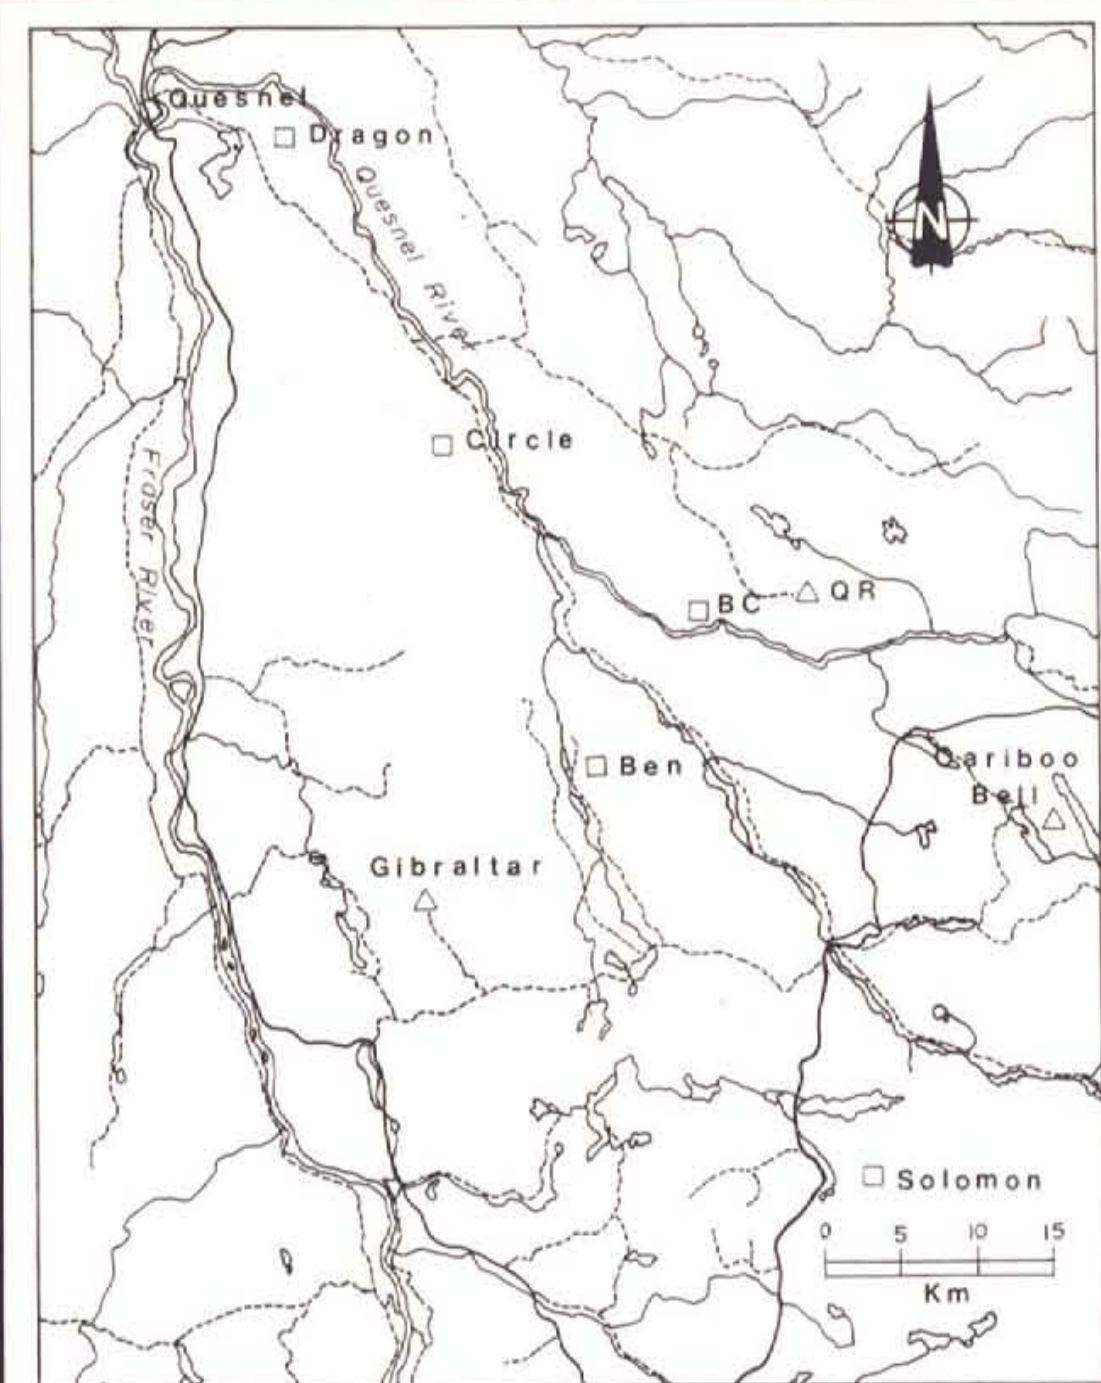 Quesnel
Dragon
N
Quesnel River
Circle
Fraser River
BC
QR
Ben
Cariboo
Bell
Gibraltar
Solomon
0 5 10 15
Km